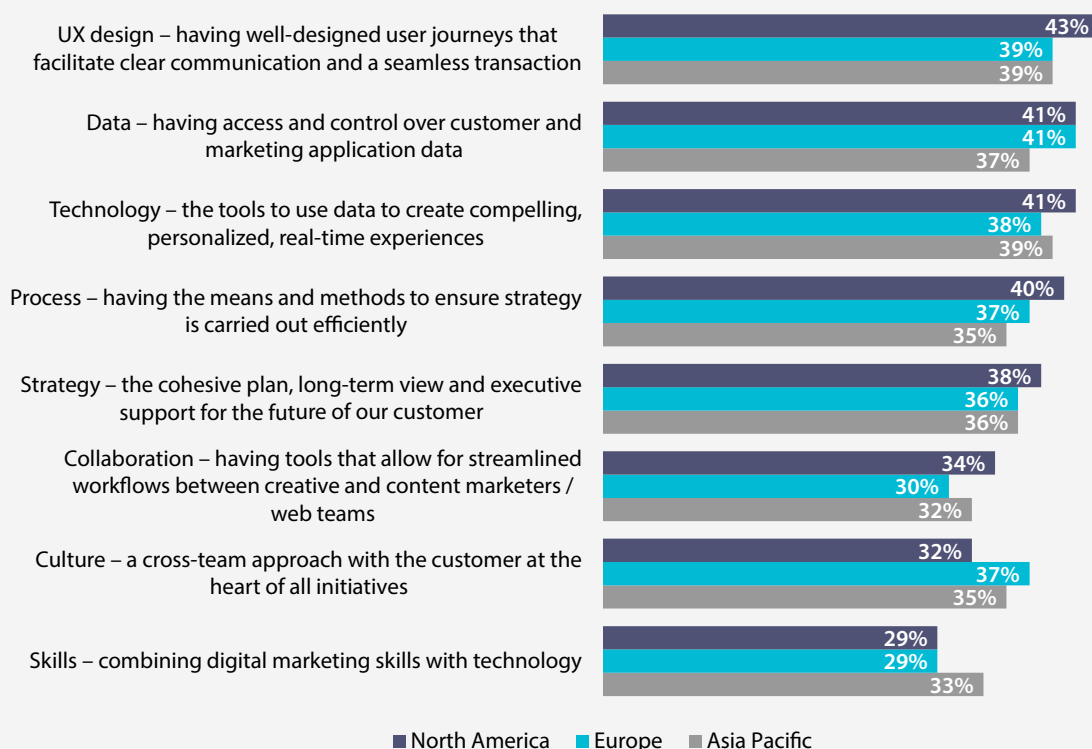 UX design – having well-designed user journeys that
facilitate clear communication and a seamless transaction
43%
39%
39%
Data – having access and control over customer and
marketing application data
41%
41%
37%
Technology – the tools to use data to create compelling,
personalized, real-time experiences
41%
38%
39%
Process – having the means and methods to ensure strategy
is carried out efficiently
40%
37%
35%
Strategy – the cohesive plan, long-term view and executive
support for the future of our customer
38%
36%
36%
Collaboration – having tools that allow for streamlined
workflows between creative and content marketers /
web teams
34%
30%
32%
Culture – a cross-team approach with the customer at the
heart of all initiatives
32%
37%
35%
Skills – combining digital marketing skills with technology
29%
29%
33%
North America Europe Asia Pacific